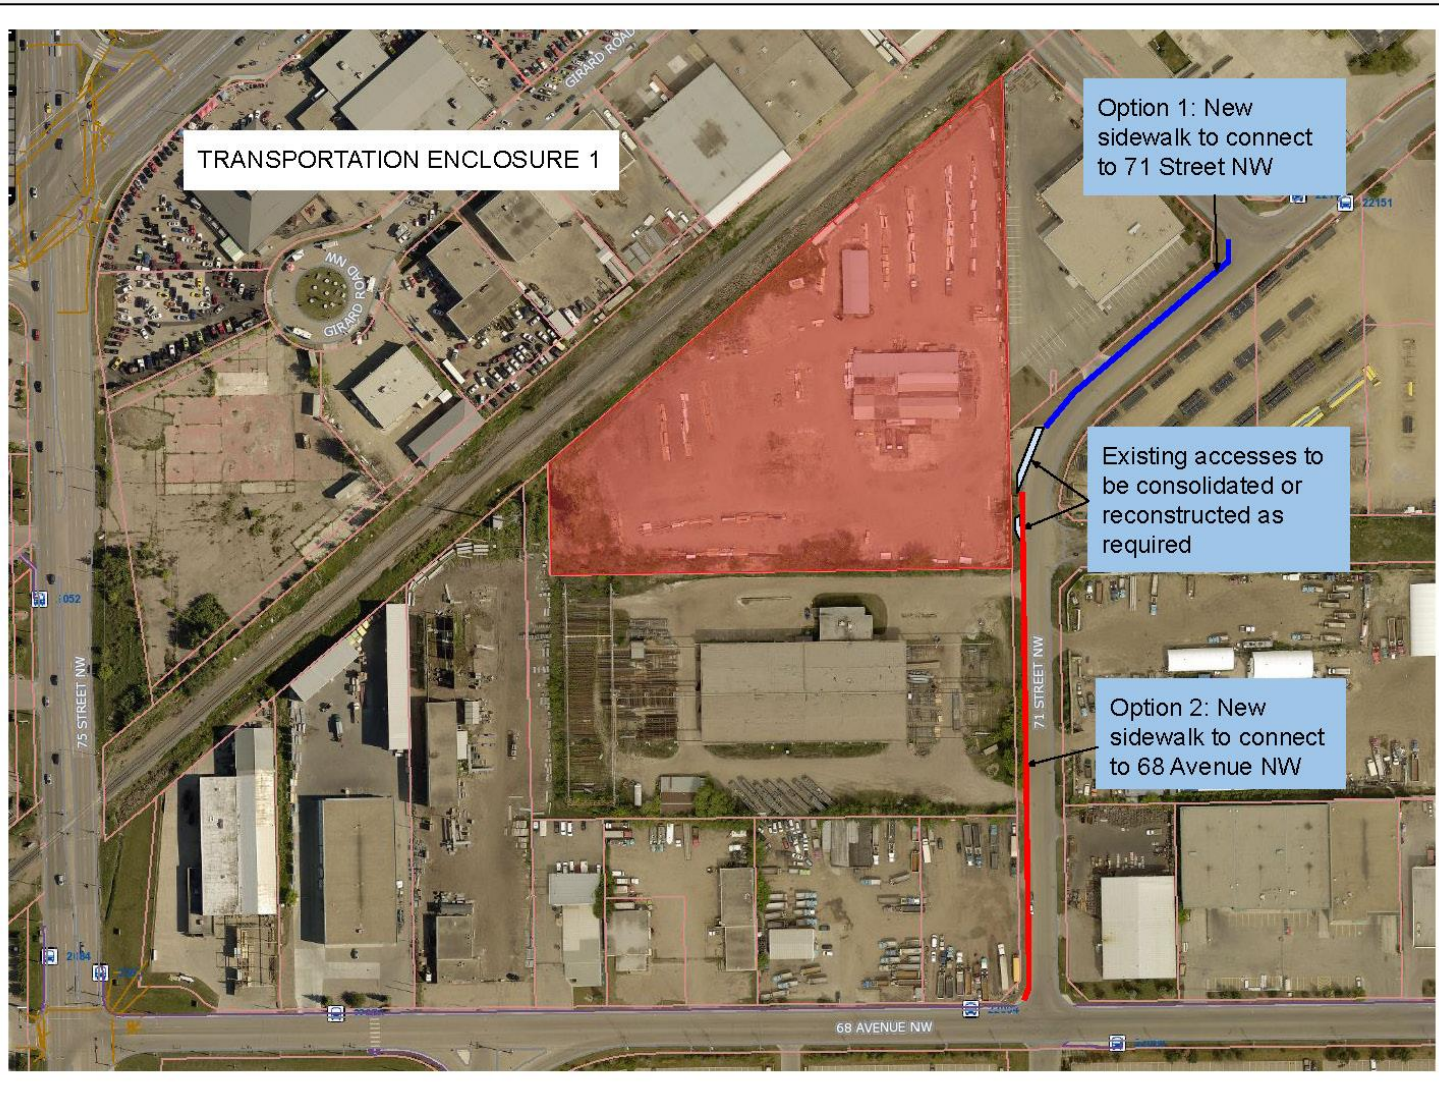 GIRARD ROAD
Option 1: New
sidewalk to connect
to 71 Street NW
TRANSPORTATION ENCLOSURE 1
22151
GIRARD ROAD NW
Existing accesses to
be consolidated or
reconstructed as
required
75 STREET NW
71 STREET NW
Option 2: New
sidewalk to connect
to 68 Avenue NW
68 AVENUE NW